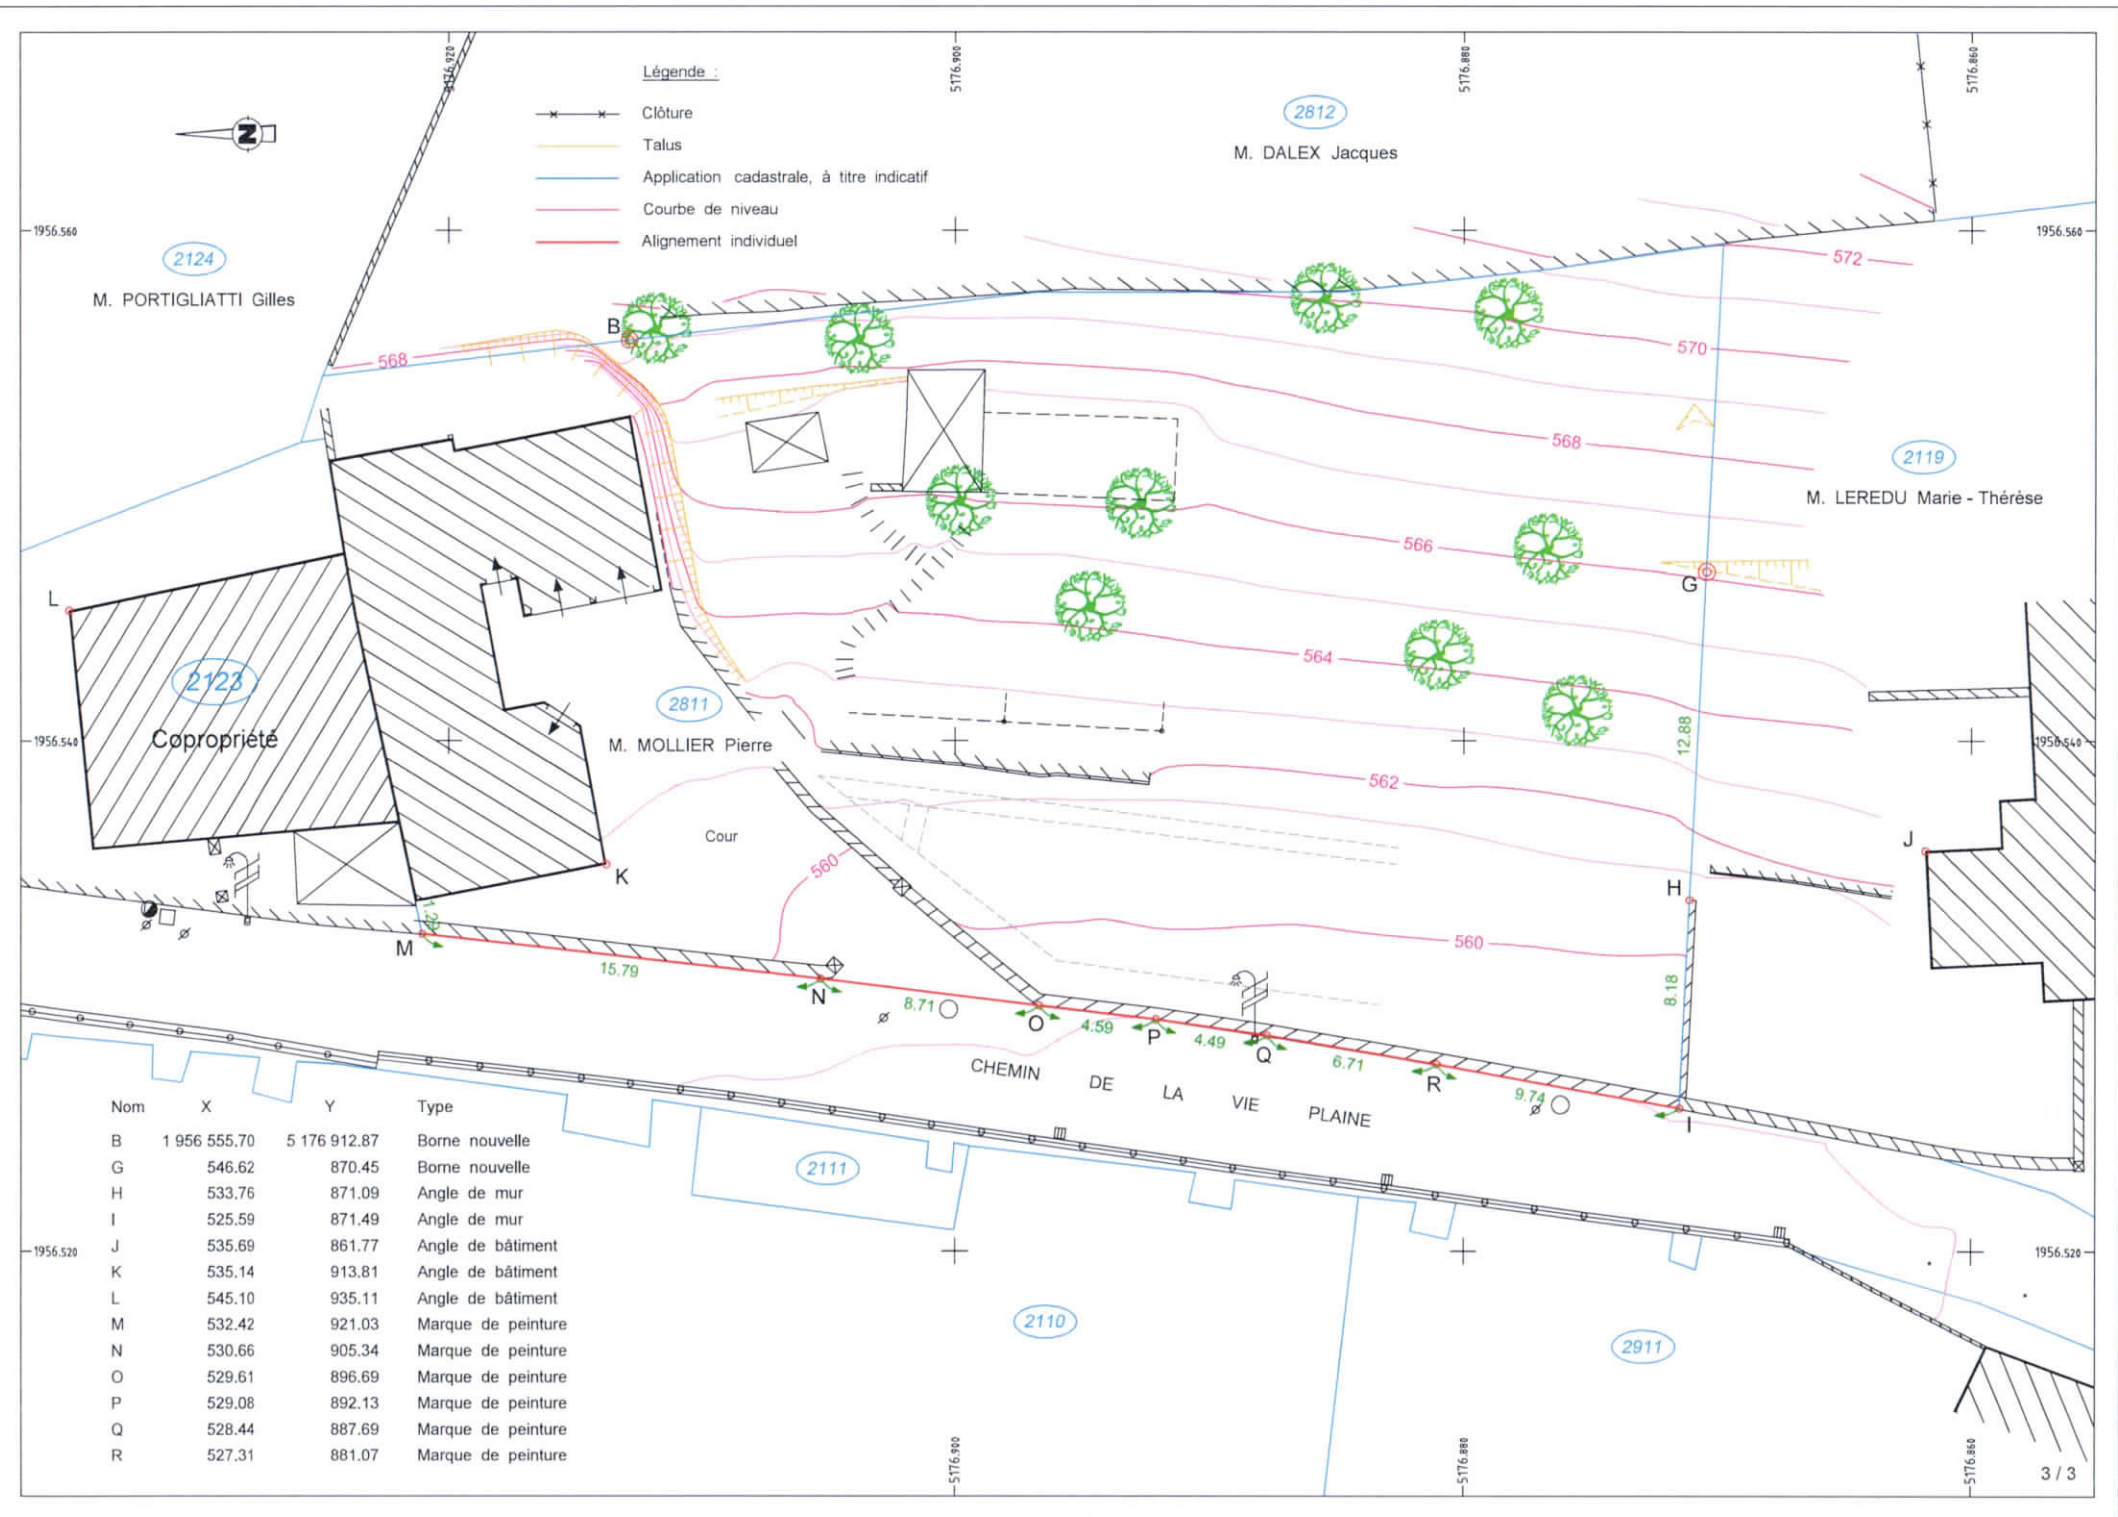 5176.920
5176.900
5176.880
5176.860
Légende :
Clôture
Talus
Application cadastrale, à titre indicatif
Courbe de niveau
Alignement individuel
N
2812
M. DALEX Jacques
1956.560
1956.560
2124
M. PORTIGLIATTI Gilles
572
B
568
570
568
2119
M. LEREDU Marie - Thérèse
566
G
L
564
2123
Copropriété
2811
M. MOLLIER Pierre
12.88
1956.540
1956.540
562
Cour
560
J
K
H
M
15.79
560
N
8.71
8.18
O
4.59
P
4.49
Q
6.71
R
9.74
I
CHEMIN DE LA VIE PLAINE
Nom X Y Type
B 1 956 555.70 5 176 912.87 Borne nouvelle
G 546.62 870.45 Borne nouvelle
H 533.76 871.09 Angle de mur
I 525.59 871.49 Angle de mur
J 535.69 861.77 Angle de bâtiment
K 535.14 913.81 Angle de bâtiment
L 545.10 935.11 Angle de bâtiment
M 532.42 921.03 Marque de peinture
N 530.66 905.34 Marque de peinture
O 529.61 896.69 Marque de peinture
P 529.08 892.13 Marque de peinture
Q 528.44 887.69 Marque de peinture
R 527.31 881.07 Marque de peinture
2111
1956.520
1956.520
2110
2911
5176.900
5176.880
5176.860
3 / 3